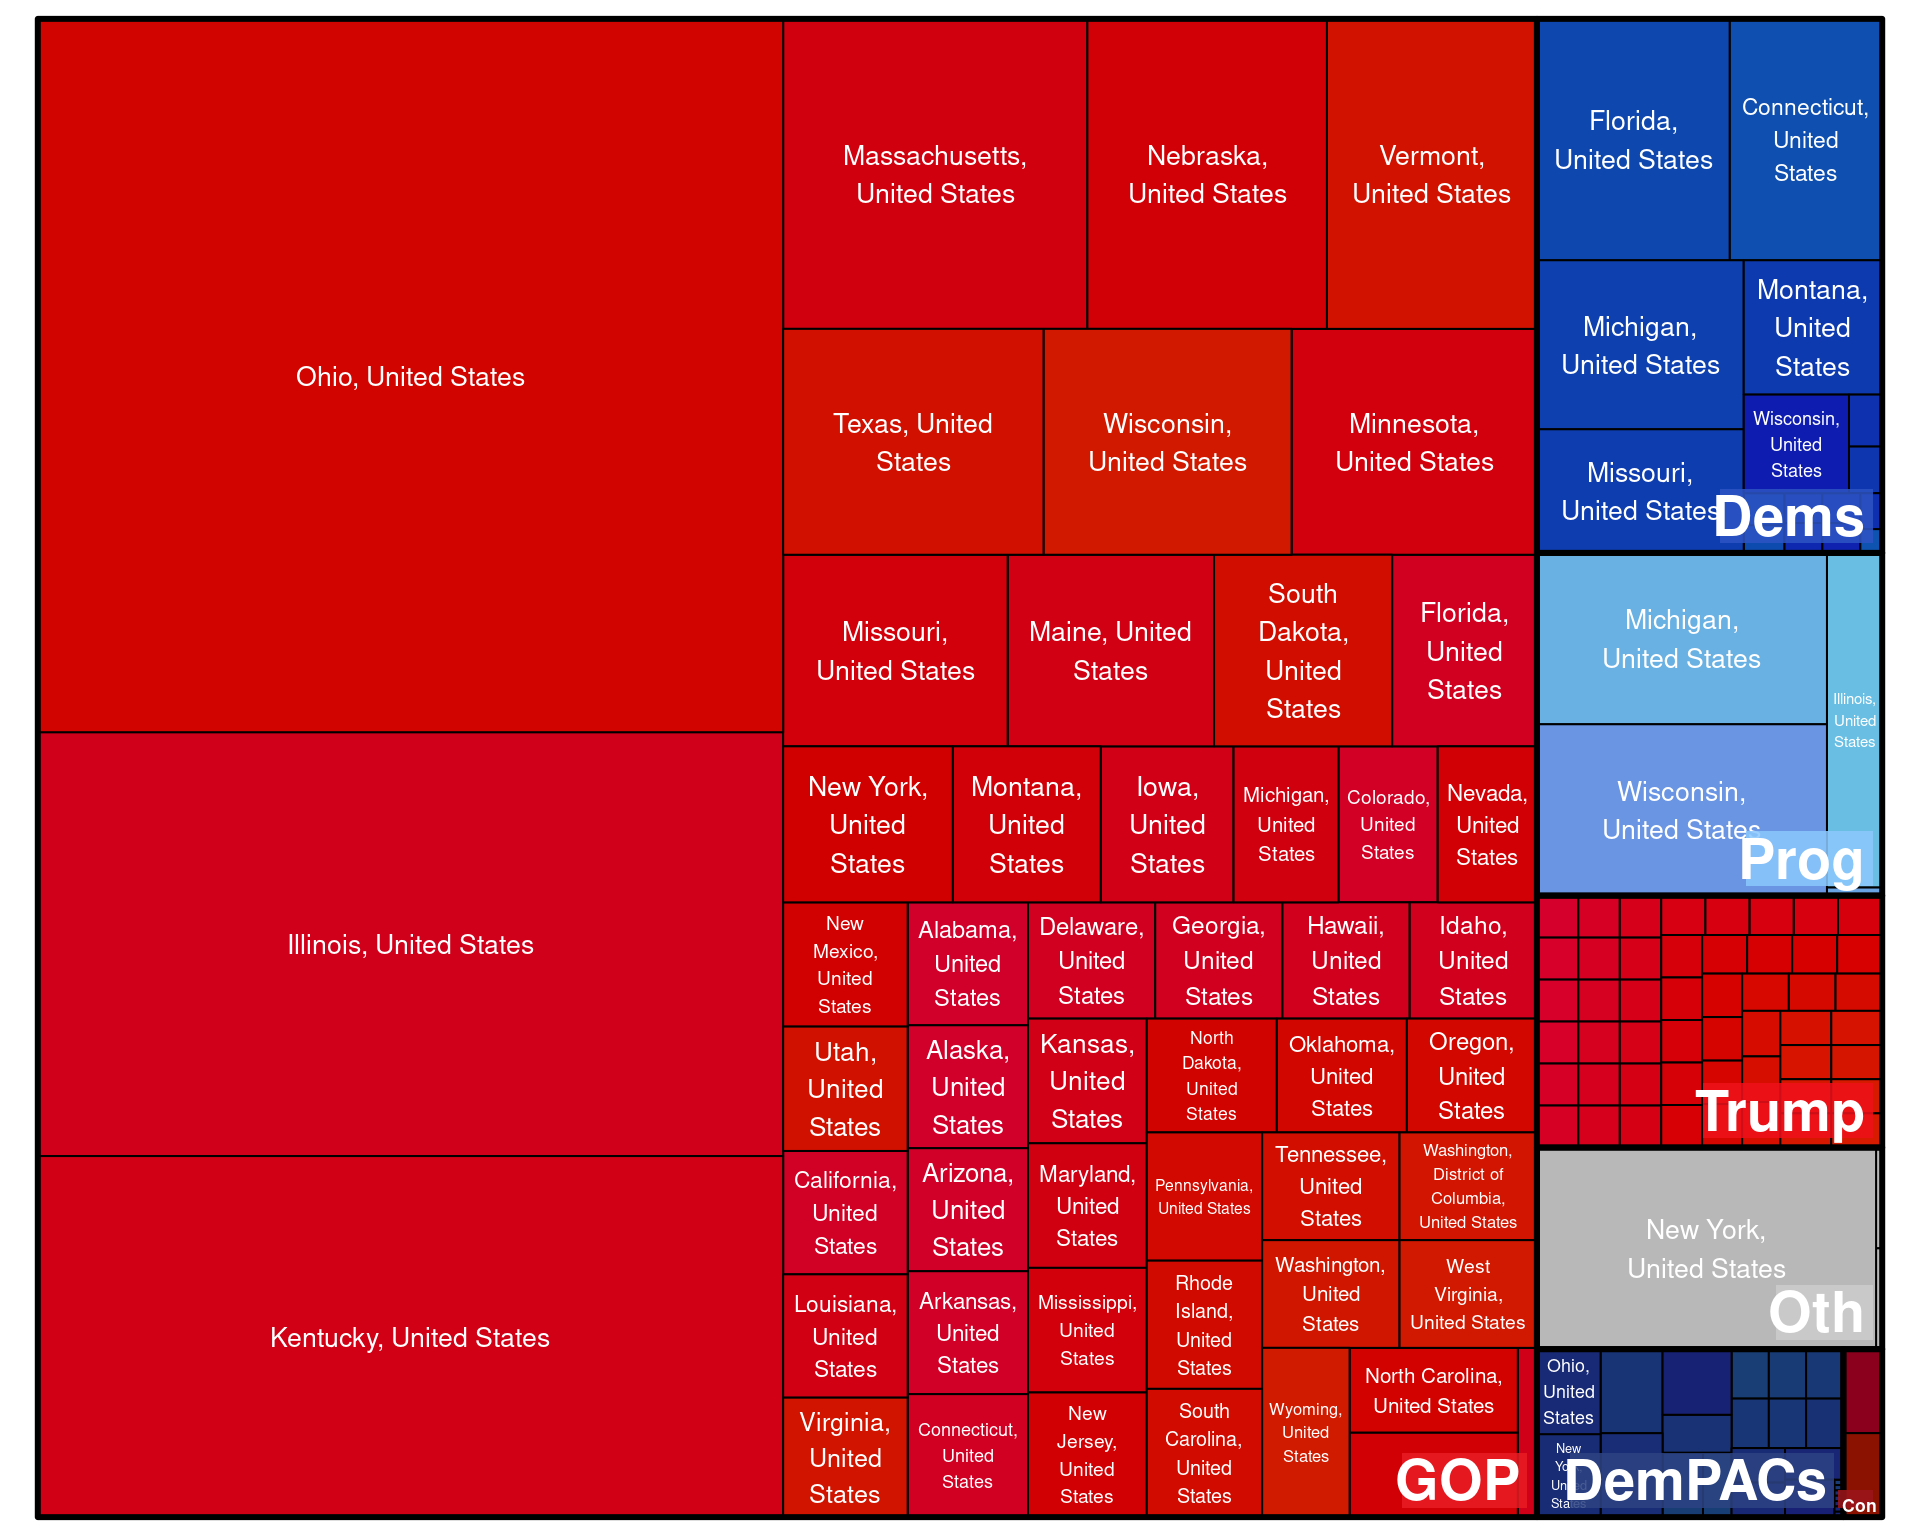 Ohio, United States
Illinois, United States
Kentucky, United States
Massachusetts,
United States
Nebraska,
United States
Vermont,
United States
Texas, United
States
Wisconsin,
United States
Minnesota,
United States
Missouri,
United States
Maine, United
States
South
Dakota,
United
States
Florida,
United
States
New York,
United
States
Montana,
United
States
Iowa,
United
States
Michigan,
United
States
Colorado,
United
States
Nevada,
United
States
New
Mexico,
United
States
Alabama,
United
States
Delaware,
United
States
Georgia,
United
States
Hawaii,
United
States
Idaho,
United
States
Utah,
United
States
Alaska,
United
States
Kansas,
United
States
North
Dakota,
United
States
Oklahoma,
United
States
Oregon,
United
States
California,
United
States
Arizona,
United
States
Maryland,
United
States
Pennsylvania,
United States
Tennessee,
United
States
Washington,
District of
Columbia,
United States
Louisiana,
United
States
Arkansas,
United
States
Mississippi,
United
States
Rhode
Island,
United
States
Washington,
United
States
West
Virginia,
United States
Virginia,
United
States
Connecticut,
United
States
New
Jersey,
United
States
South
Carolina,
United
States
Wyoming,
United
States
North Carolina,
United States
GOP
Florida,
United States
Connecticut,
United
States
Michigan,
United States
Montana,
United
States
Missouri,
United States
Wisconsin,
United
States
Dems
Michigan,
United States
Wisconsin,
United States
Illinois,
United
States
Prog
Trump
New York,
United States
Oth
Ohio,
United
States
New
United
States
DemPACs
Con